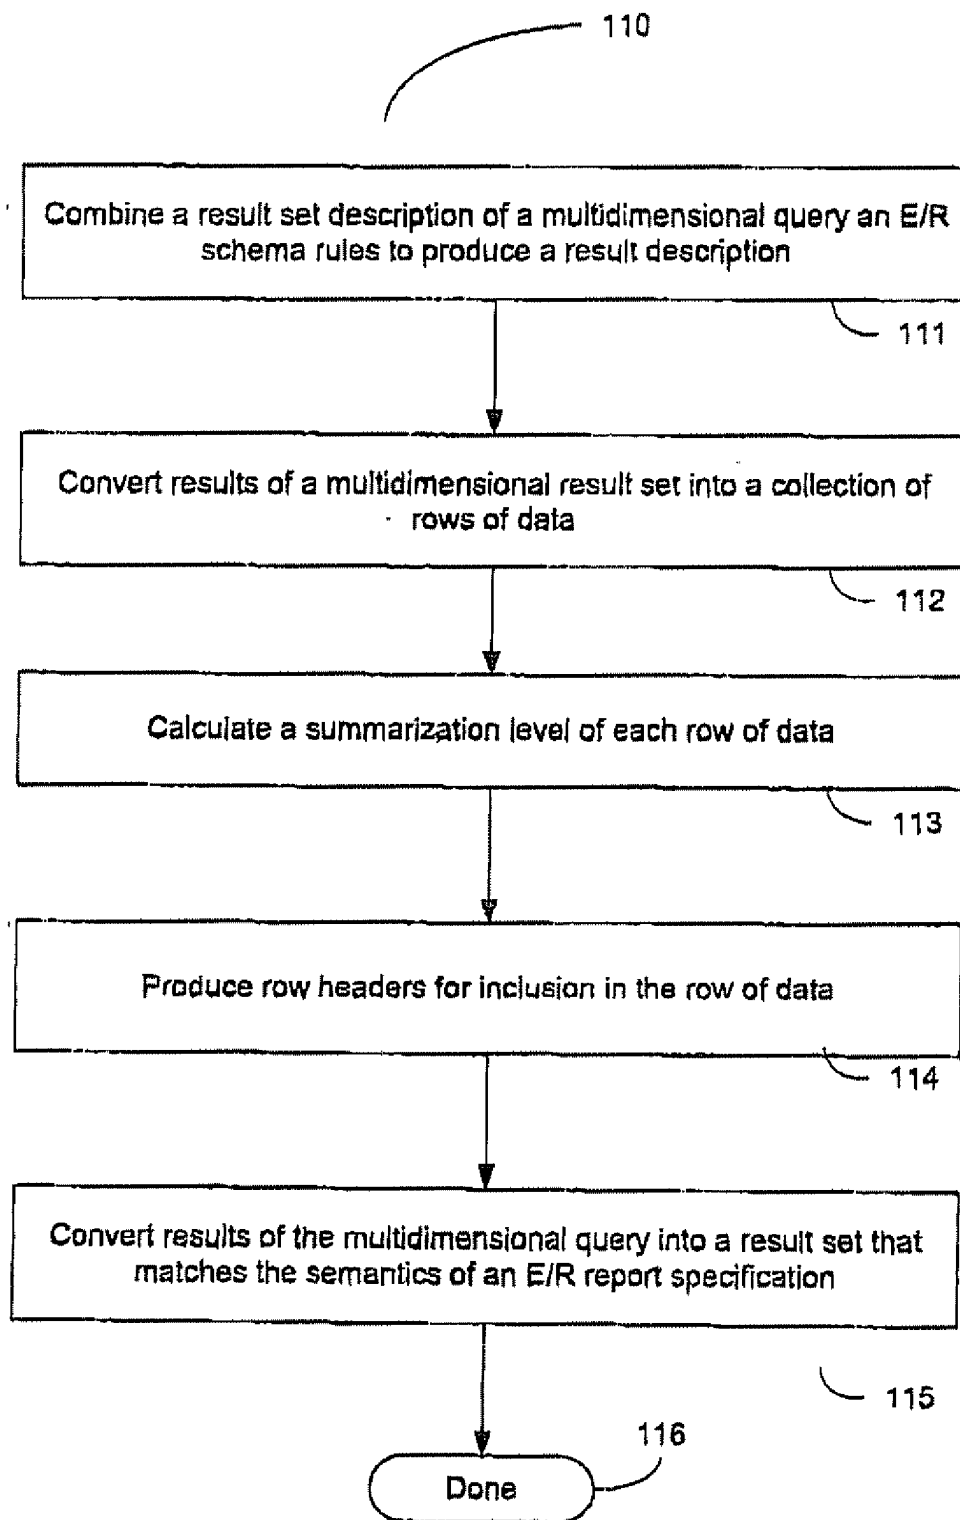 110
Combine a result set description of a multidimensional query an E/R
schema rules to produce a result description
111
Convert results of a multidimensional result set into a collection of
rows of data
112
Calculate a summarization level of each row of data
113
Produce row headers for inclusion in the row of data
114
Convert results of the multidimensional query into a result set that
matches the semantics of an E/R report specification
115
116
Done